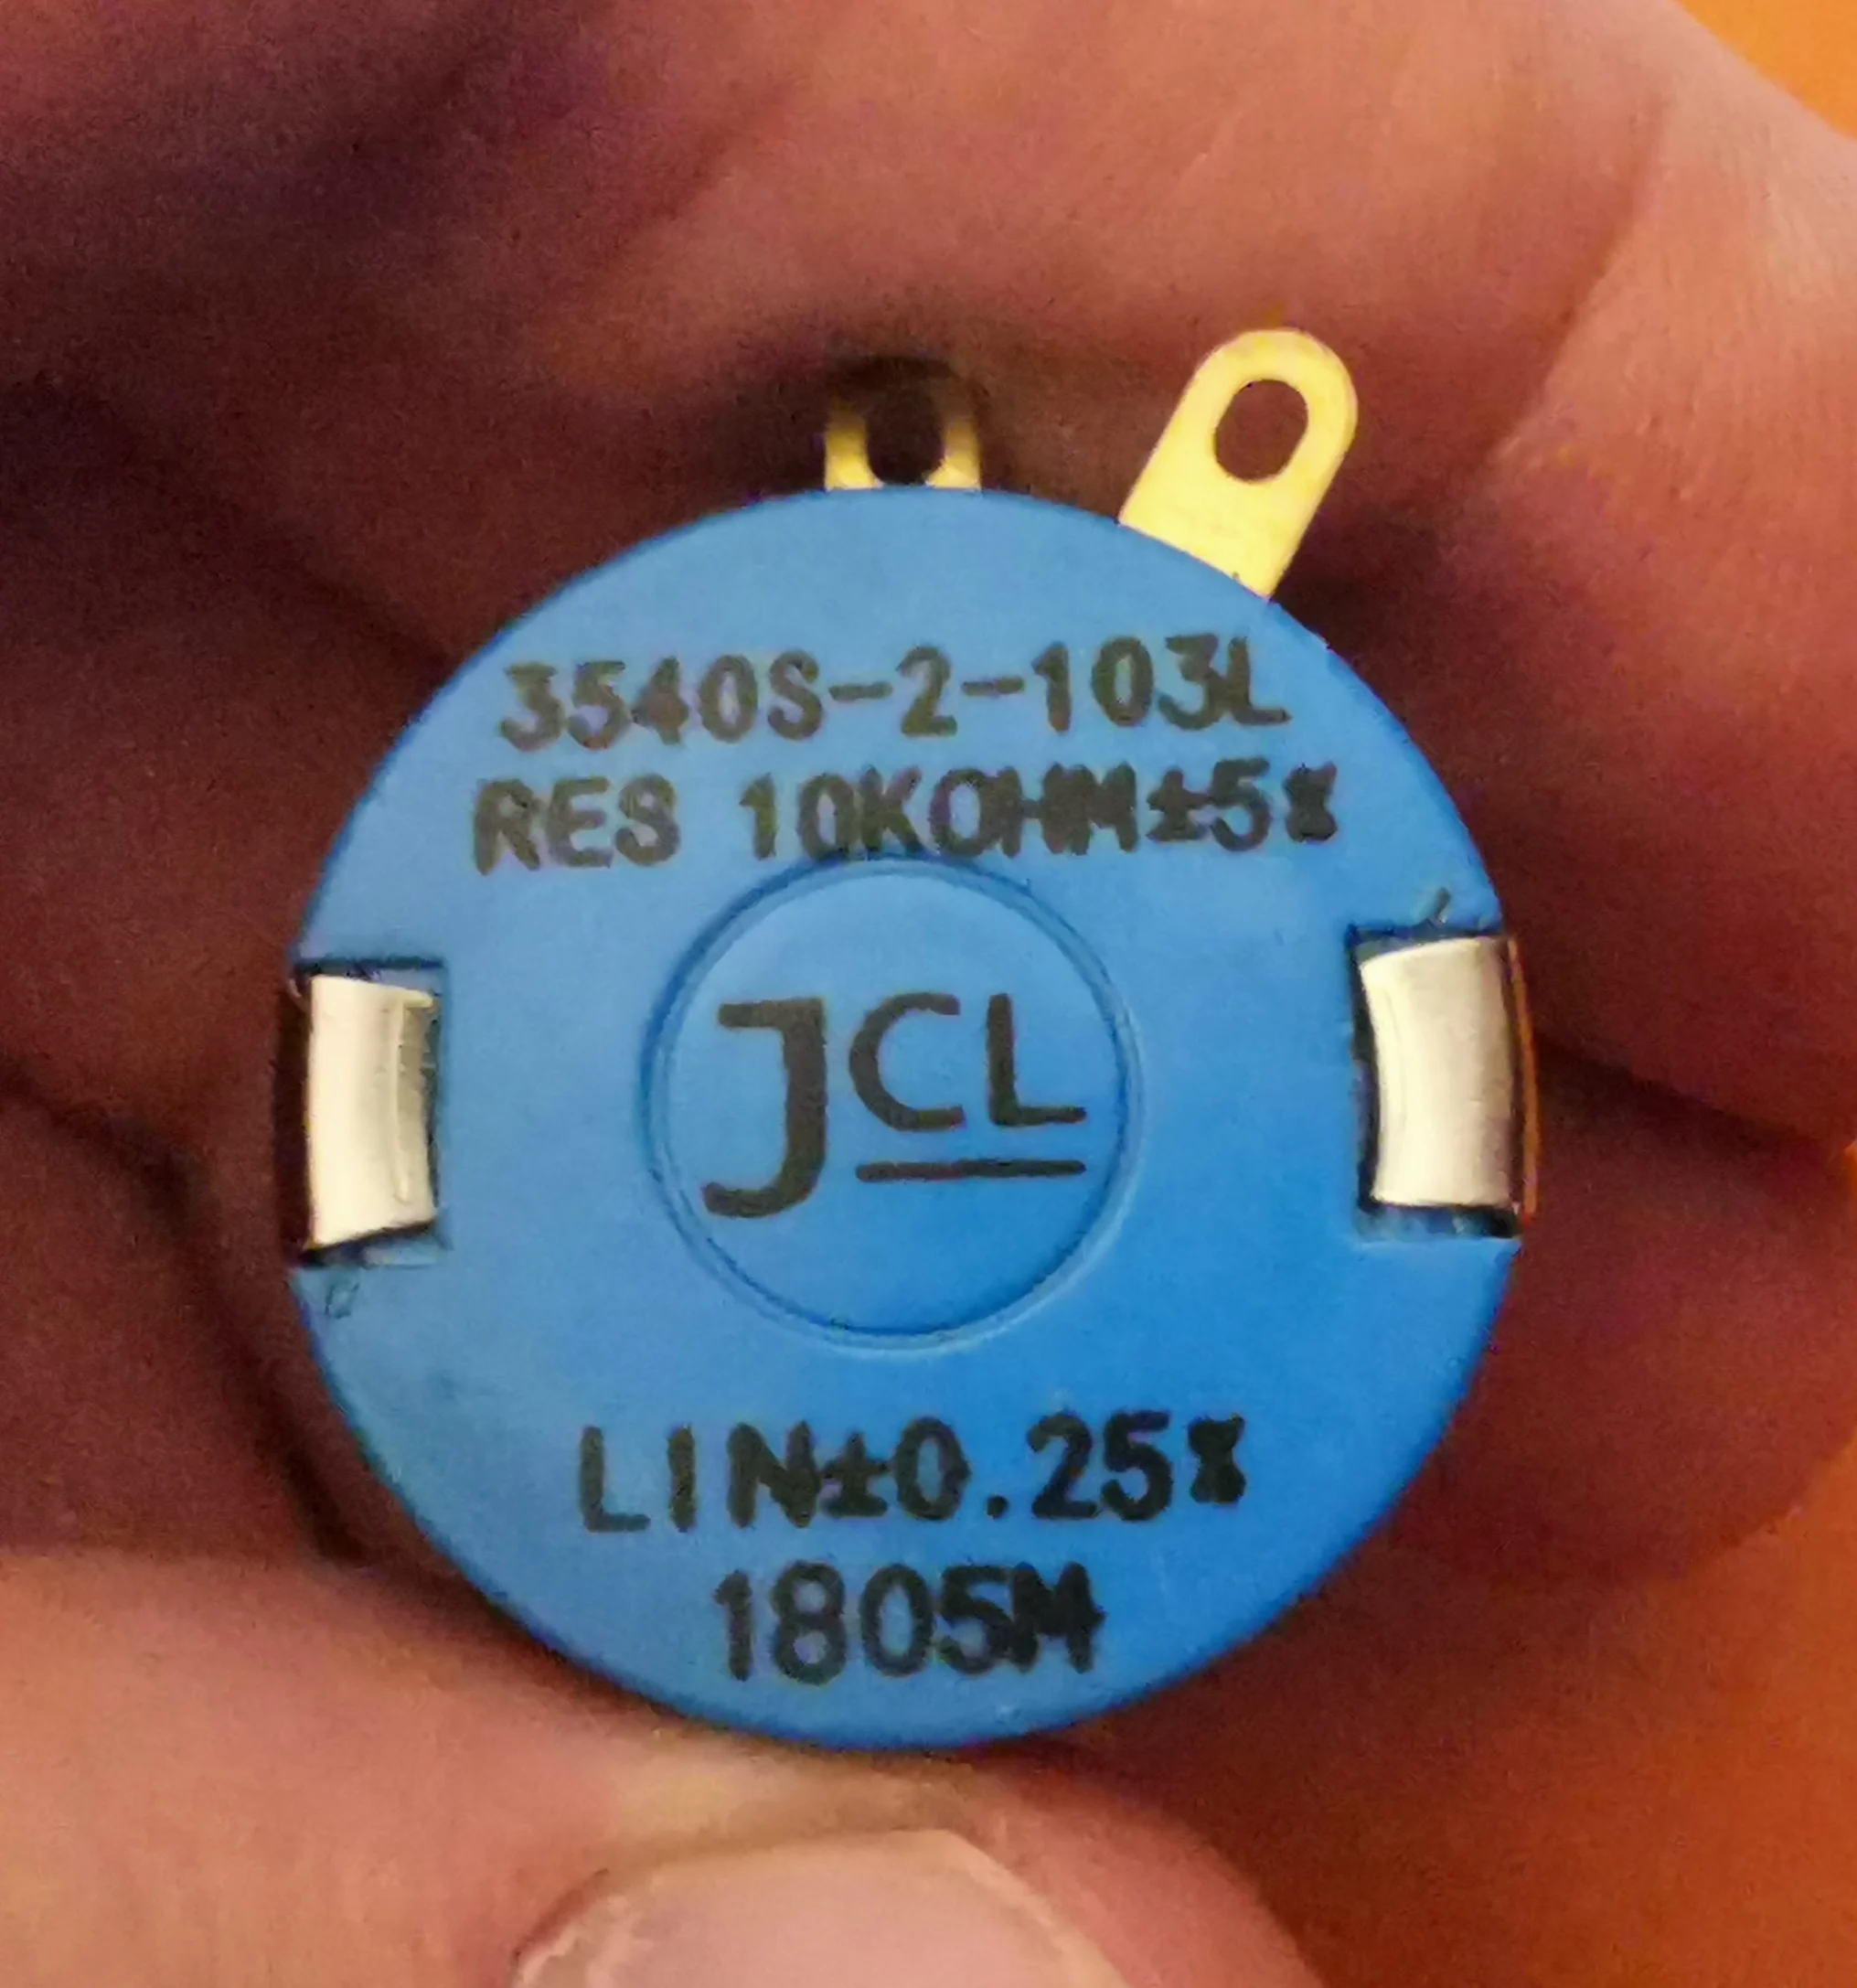 3540S-2-103L
RES 10KOHM±5%
JCL
LIN±0.25%
1805M